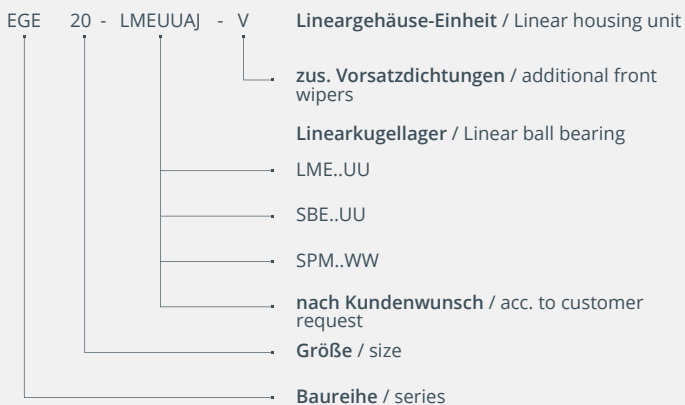 EGE 20 - LMEUUAJ - V Lineargehäuse-Einheit / Linear housing unit
zus. Vorsatzdichtungen / additional front
wipers
Linearkugellager / Linear ball bearing
LME..UU
SBE..UU
SPM..WW
nach Kundenwunsch / acc. to customer
request
Größe / size
Baureihe / series